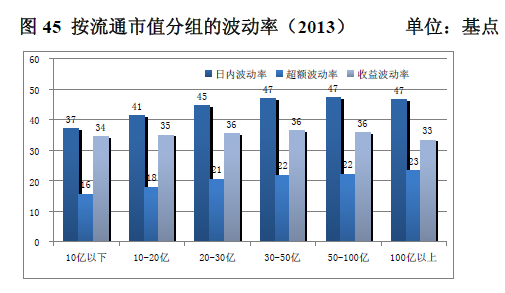 图 45 按流通市值分组的波动率（2013） 单位：基点
日内波动率 超额波动率 收益波动率
60
50
40
30
20
10
0
37 16 34
41 18 35
45 21 36
47 22 36
47 22 36
47 23 33
10亿以下 10-20亿 20-30亿 30-50亿 50-100亿 100亿以上